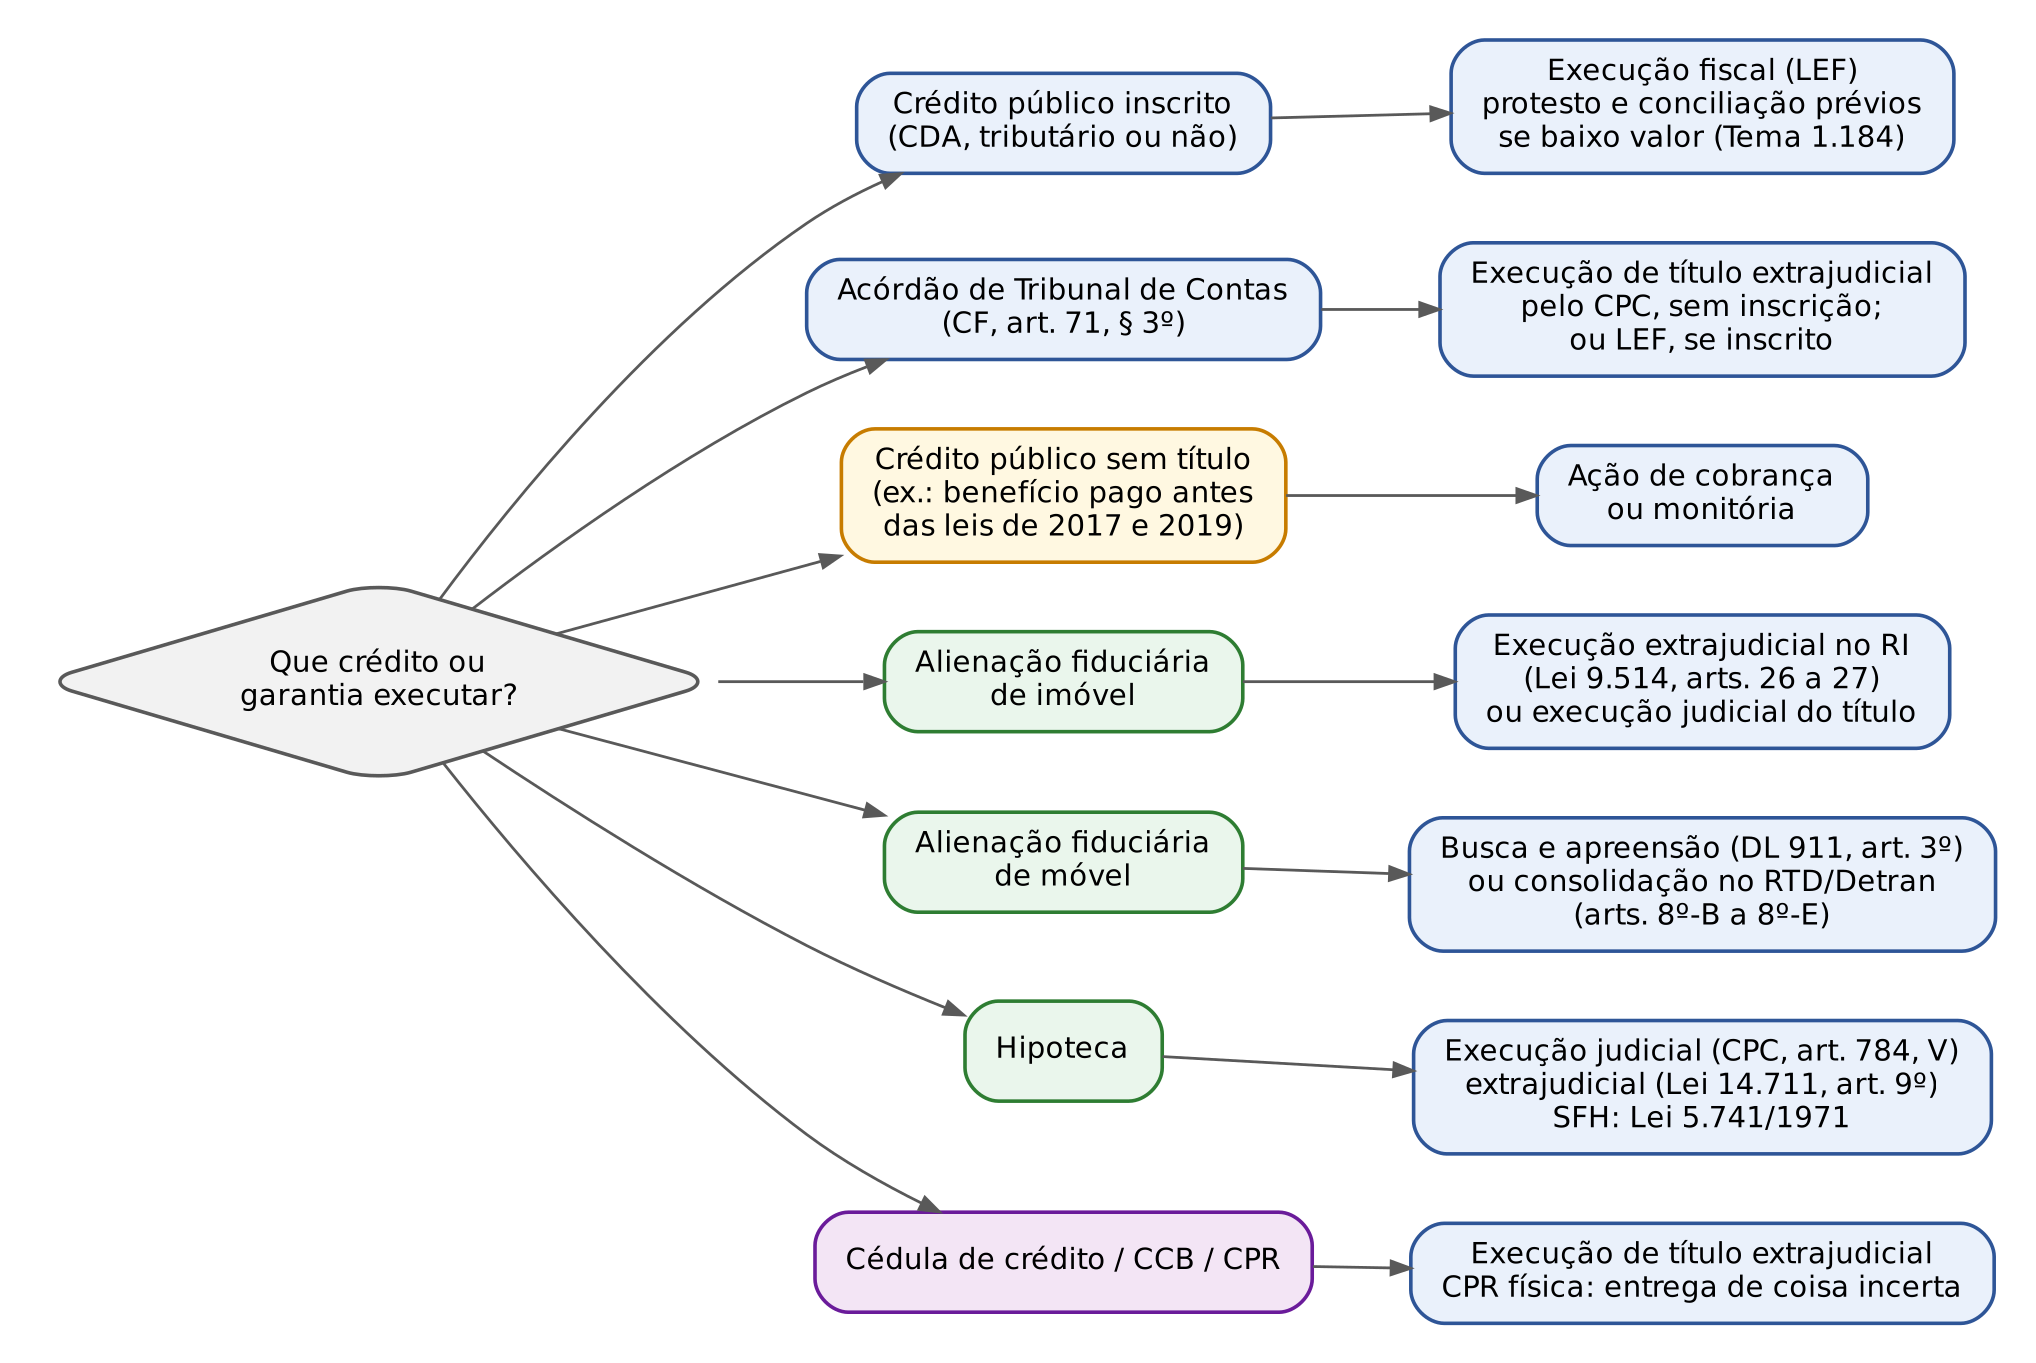 Que crédito ou
garantia executar?
Crédito público inscrito
(CDA, tributário ou não)
Execução fiscal (LEF)
protesto e conciliação prévios
se baixo valor (Tema 1.184)
Acórdão de Tribunal de Contas
(CF, art. 71, § 3º)
Execução de título extrajudicial
pelo CPC, sem inscrição;
ou LEF, se inscrito
Crédito público sem título
(ex.: benefício pago antes
das leis de 2017 e 2019)
Ação de cobrança
ou monitória
Alienação fiduciária
de imóvel
Execução extrajudicial no RI
(Lei 9.514, arts. 26 a 27)
ou execução judicial do título
Alienação fiduciária
de móvel
Busca e apreensão (DL 911, art. 3º)
ou consolidação no RTD/Detran
(arts. 8º-B a 8º-E)
Hipoteca
Execução judicial (CPC, art. 784, V)
extrajudicial (Lei 14.711, art. 9º)
SFH: Lei 5.741/1971
Cédula de crédito / CCB / CPR
Execução de título extrajudicial
CPR física: entrega de coisa incerta